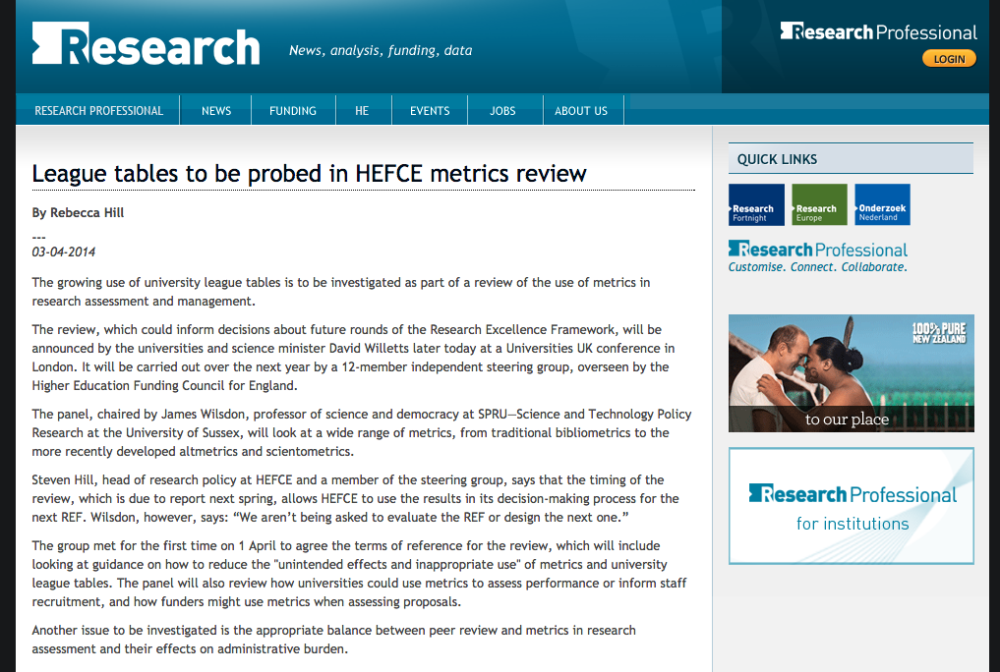 Research
News, analysis, funding, data
Research Professional
LOGIN
RESEARCH PROFESSIONAL
NEWS
FUNDING
HE
EVENTS
JOBS
ABOUT US
League tables to be probed in HEFCE metrics review
By Rebecca Hill
---
03-04-2014
The growing use of university league tables is to be investigated as part of a review of the use of metrics in
research assessment and management.
The review, which could inform decisions about future rounds of the Research Excellence Framework, will be
announced by the universities and science minister David Willetts later today at a Universities UK conference in
London. It will be carried out over the next year by a 12-member independent steering group, overseen by the
Higher Education Funding Council for England.
The panel, chaired by James Wilsdon, professor of science and democracy at SPRU—Science and Technology Policy
Research at the University of Sussex, will look at a wide range of metrics, from traditional bibliometrics to the
more recently developed altmetrics and scientometrics.
Steven Hill, head of research policy at HEFCE and a member of the steering group, says that the timing of the
review, which is due to report next spring, allows HEFCE to use the results in its decision-making process for the
next REF. Wilsdon, however, says: “We aren’t being asked to evaluate the REF or design the next one.”
The group met for the first time on 1 April to agree the terms of reference for the review, which will include
looking at guidance on how to reduce the "unintended effects and inappropriate use" of metrics and university
league tables. The panel will also review how universities could use metrics to assess performance or inform staff
recruitment, and how funders might use metrics when assessing proposals.
Another issue to be investigated is the appropriate balance between peer review and metrics in research
assessment and their effects on administrative burden.
QUICK LINKS
Research
Fortnight
Research
Europe
Onderzoek
Nederland
Research Professional
Customise. Connect. Collaborate.
100% PURE
NEW ZEALAND
to our place
Research Professional
for institutions